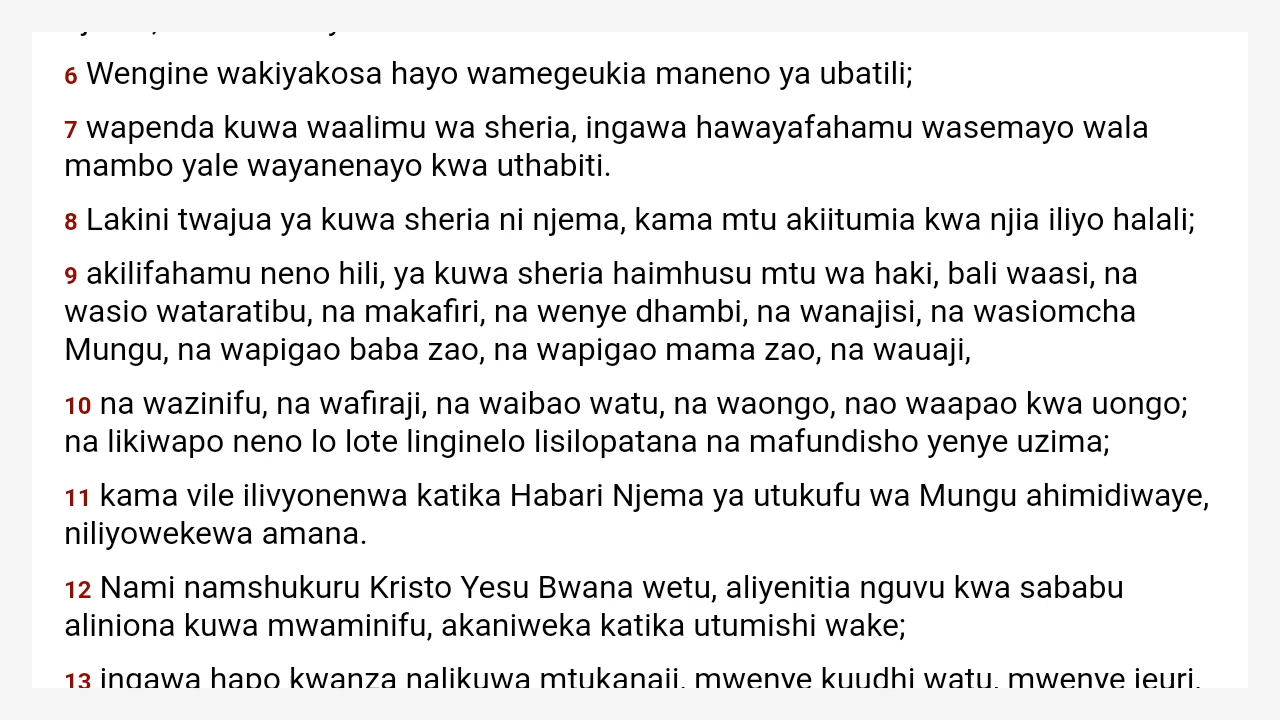 6 Wengine wakiyakosa hayo wamegeukia maneno ya ubatili;
7 wapenda kuwa waalimu wa sheria, ingawa hawayafahamu wasemayo wala
mambo yale wayanenayo kwa uthabiti.
8 Lakini twajua ya kuwa sheria ni njema, kama mtu akiitumia kwa njia iliyo halali;
9 akilifahamu neno hili, ya kuwa sheria haimhusu mtu wa haki, bali waasi, na
wasio wataratibu, na makafiri, na wenye dhambi, na wanajisi, na wasiomcha
Mungu, na wapigao baba zao, na wapigao mama zao, na wauaji,
10 na wazinifu, na wafiraji, na waibao watu, na waongo, nao waapao kwa uongo;
na likiwapo neno lo lote linginelo lisilopatana na mafundisho yenye uzima;
11 kama vile ilivyonenwa katika Habari Njema ya utukufu wa Mungu ahimidiwaye,
niliyowekewa amana.
12 Nami namshukuru Kristo Yesu Bwana wetu, aliyenitia nguvu kwa sababu
aliniona kuwa mwaminifu, akaniweka katika utumishi wake;
13 ingawa hapo kwanza nalikuwa mtukanaji, mwenye kuudhi watu, mwenye jeuri,